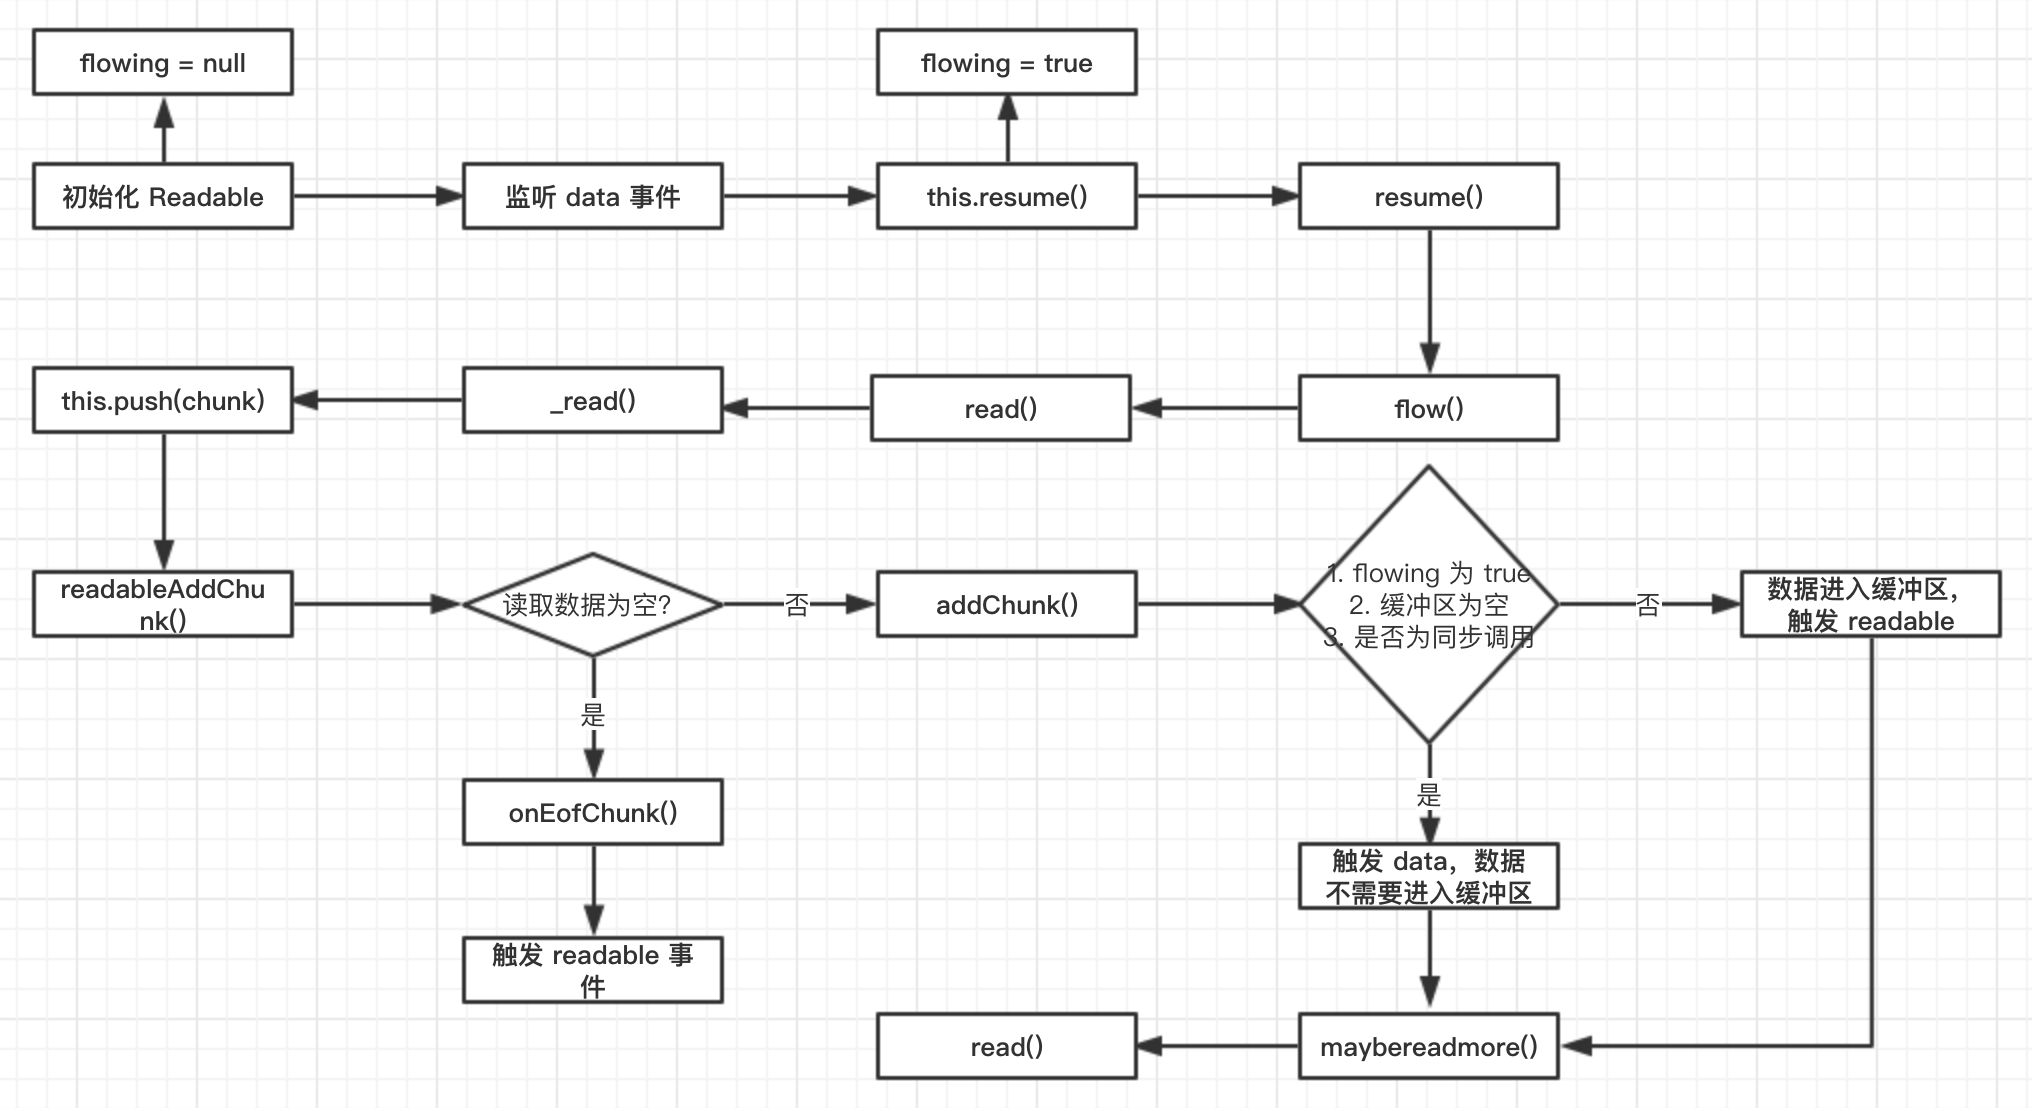 flowing = null
flowing = true
初始化 Readable
监听 data 事件
this.resume()
resume()
this.push(chunk)
_read()
read()
flow()
readableAddChu
nk()
读取数据为空?
否
addChunk()
1. flowing 为 true
2. 缓冲区为空
3. 是否为同步调用
否
数据进入缓冲区，
触发 readable
是
onEofChunk()
是
触发 data，数据
不需要进入缓冲区
触发 readable 事
件
read()
maybereadmore()